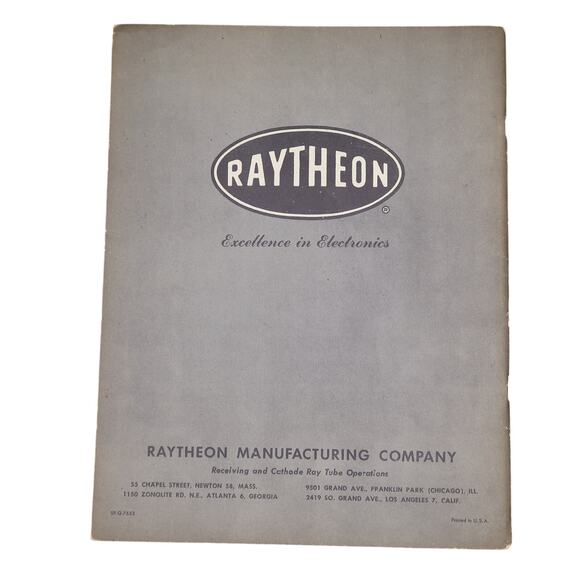 RAYTHEON
®
Excellence in Electronics
RAYTHEON MANUFACTURING COMPANY
Receiving and Cathode Ray Tube Operations
55 CHAPEL STREET, NEWTON 58, MASS.
9501 GRAND AVE., FRANKLIN PARK (CHICAGO), ILL.
1150 ZONOLITE RD. N.E., ATLANTA 6, GEORGIA
2419 SO. GRAND AVE., LOS ANGELES 7, CALIF.
Printed in U.S.A.